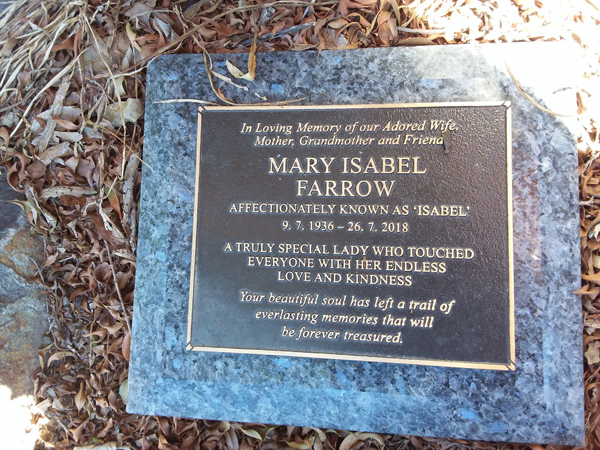 In Loving Memory of our Adored Wife,
Mother, Grandmother and Friend
MARY ISABEL
FARROW
AFFECTIONATELY KNOWN AS ‘ISABEL’
9. 7. 1936 – 26. 7. 2018
A TRULY SPECIAL LADY WHO TOUCHED
EVERYONE WITH HER ENDLESS
LOVE AND KINDNESS
Your beautiful soul has left a trail of
everlasting memories that will
be forever treasured.